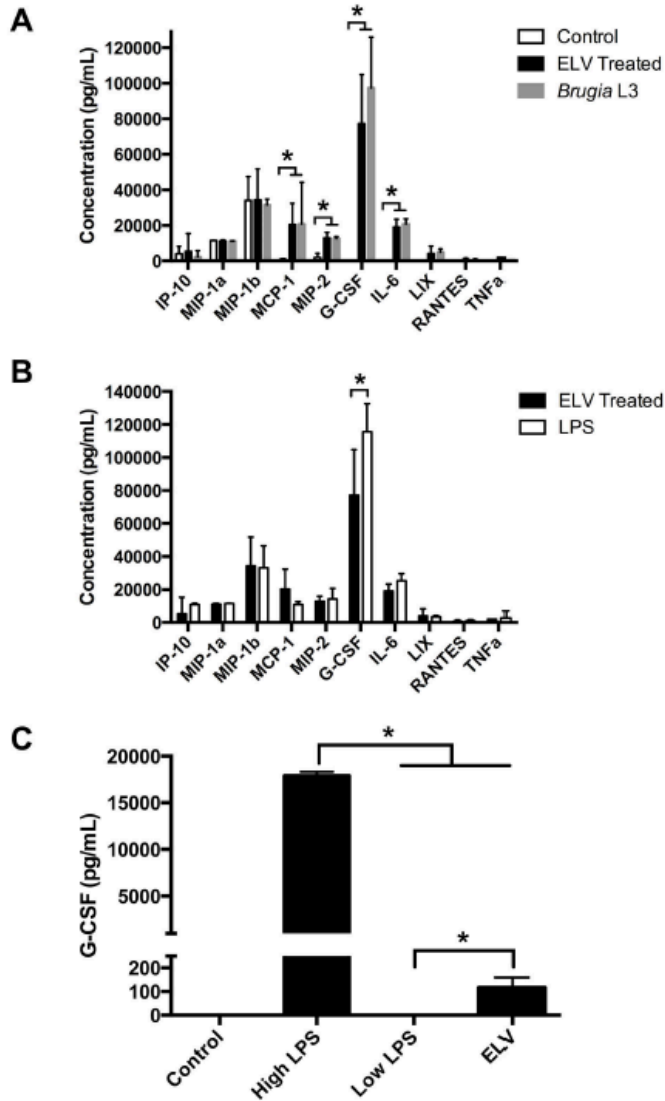 A
Concentration (pg/mL)
120000
100000
80000
60000
40000
20000
0
*
*
*
*
Control
ELV Treated
Brugia L3
IP-10
MIP-1a
MIP-1b
MCP-1
MIP-2
G-CSF
IL-6
LIX
RANTES
TNFa
B
Concentration (pg/mL)
140000
120000
100000
80000
60000
40000
20000
0
*
ELV Treated
LPS
IP-10
MIP-1a
MIP-1b
MCP-1
MIP-2
G-CSF
IL-6
LIX
RANTES
TNFa
C
G-CSF (pg/mL)
20000
15000
10000
5000
200
100
0
*
*
Control
High LPS
Low LPS
ELV